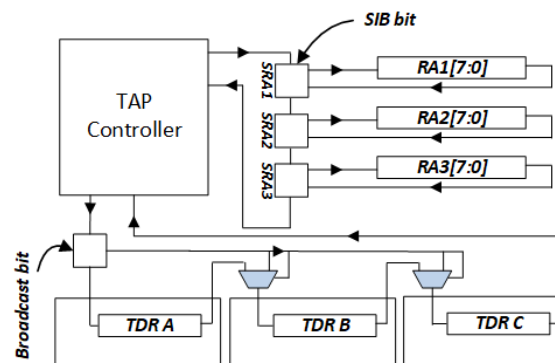 SIB bit
TAP
Controller
SRA1
RA1[7:0]
SRA2
RA2[7:0]
SRA3
RA3[7:0]
Broadcast bit
TDR A
TDR B
TDR C